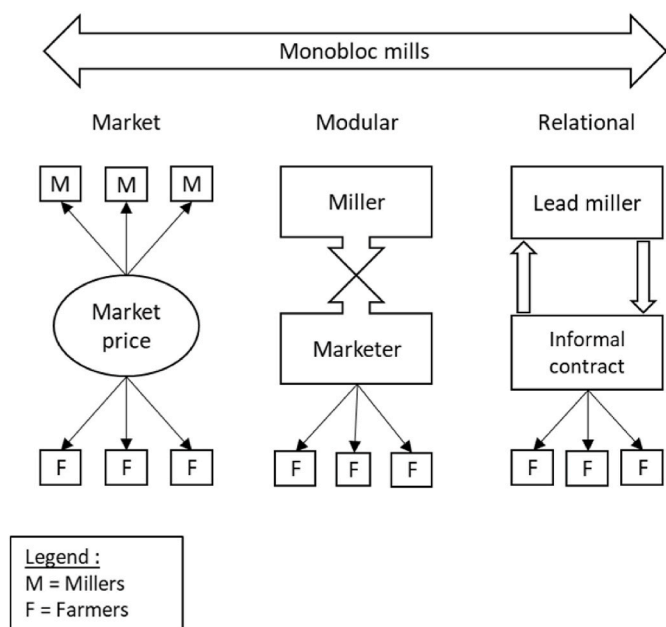 Monobloc mills
Market Modular Relational
M M M
Miller
Lead miller
Market
price
Marketer
Informal
contract
F F F
F F F
F F F
Legend :
M = Millers
F = Farmers